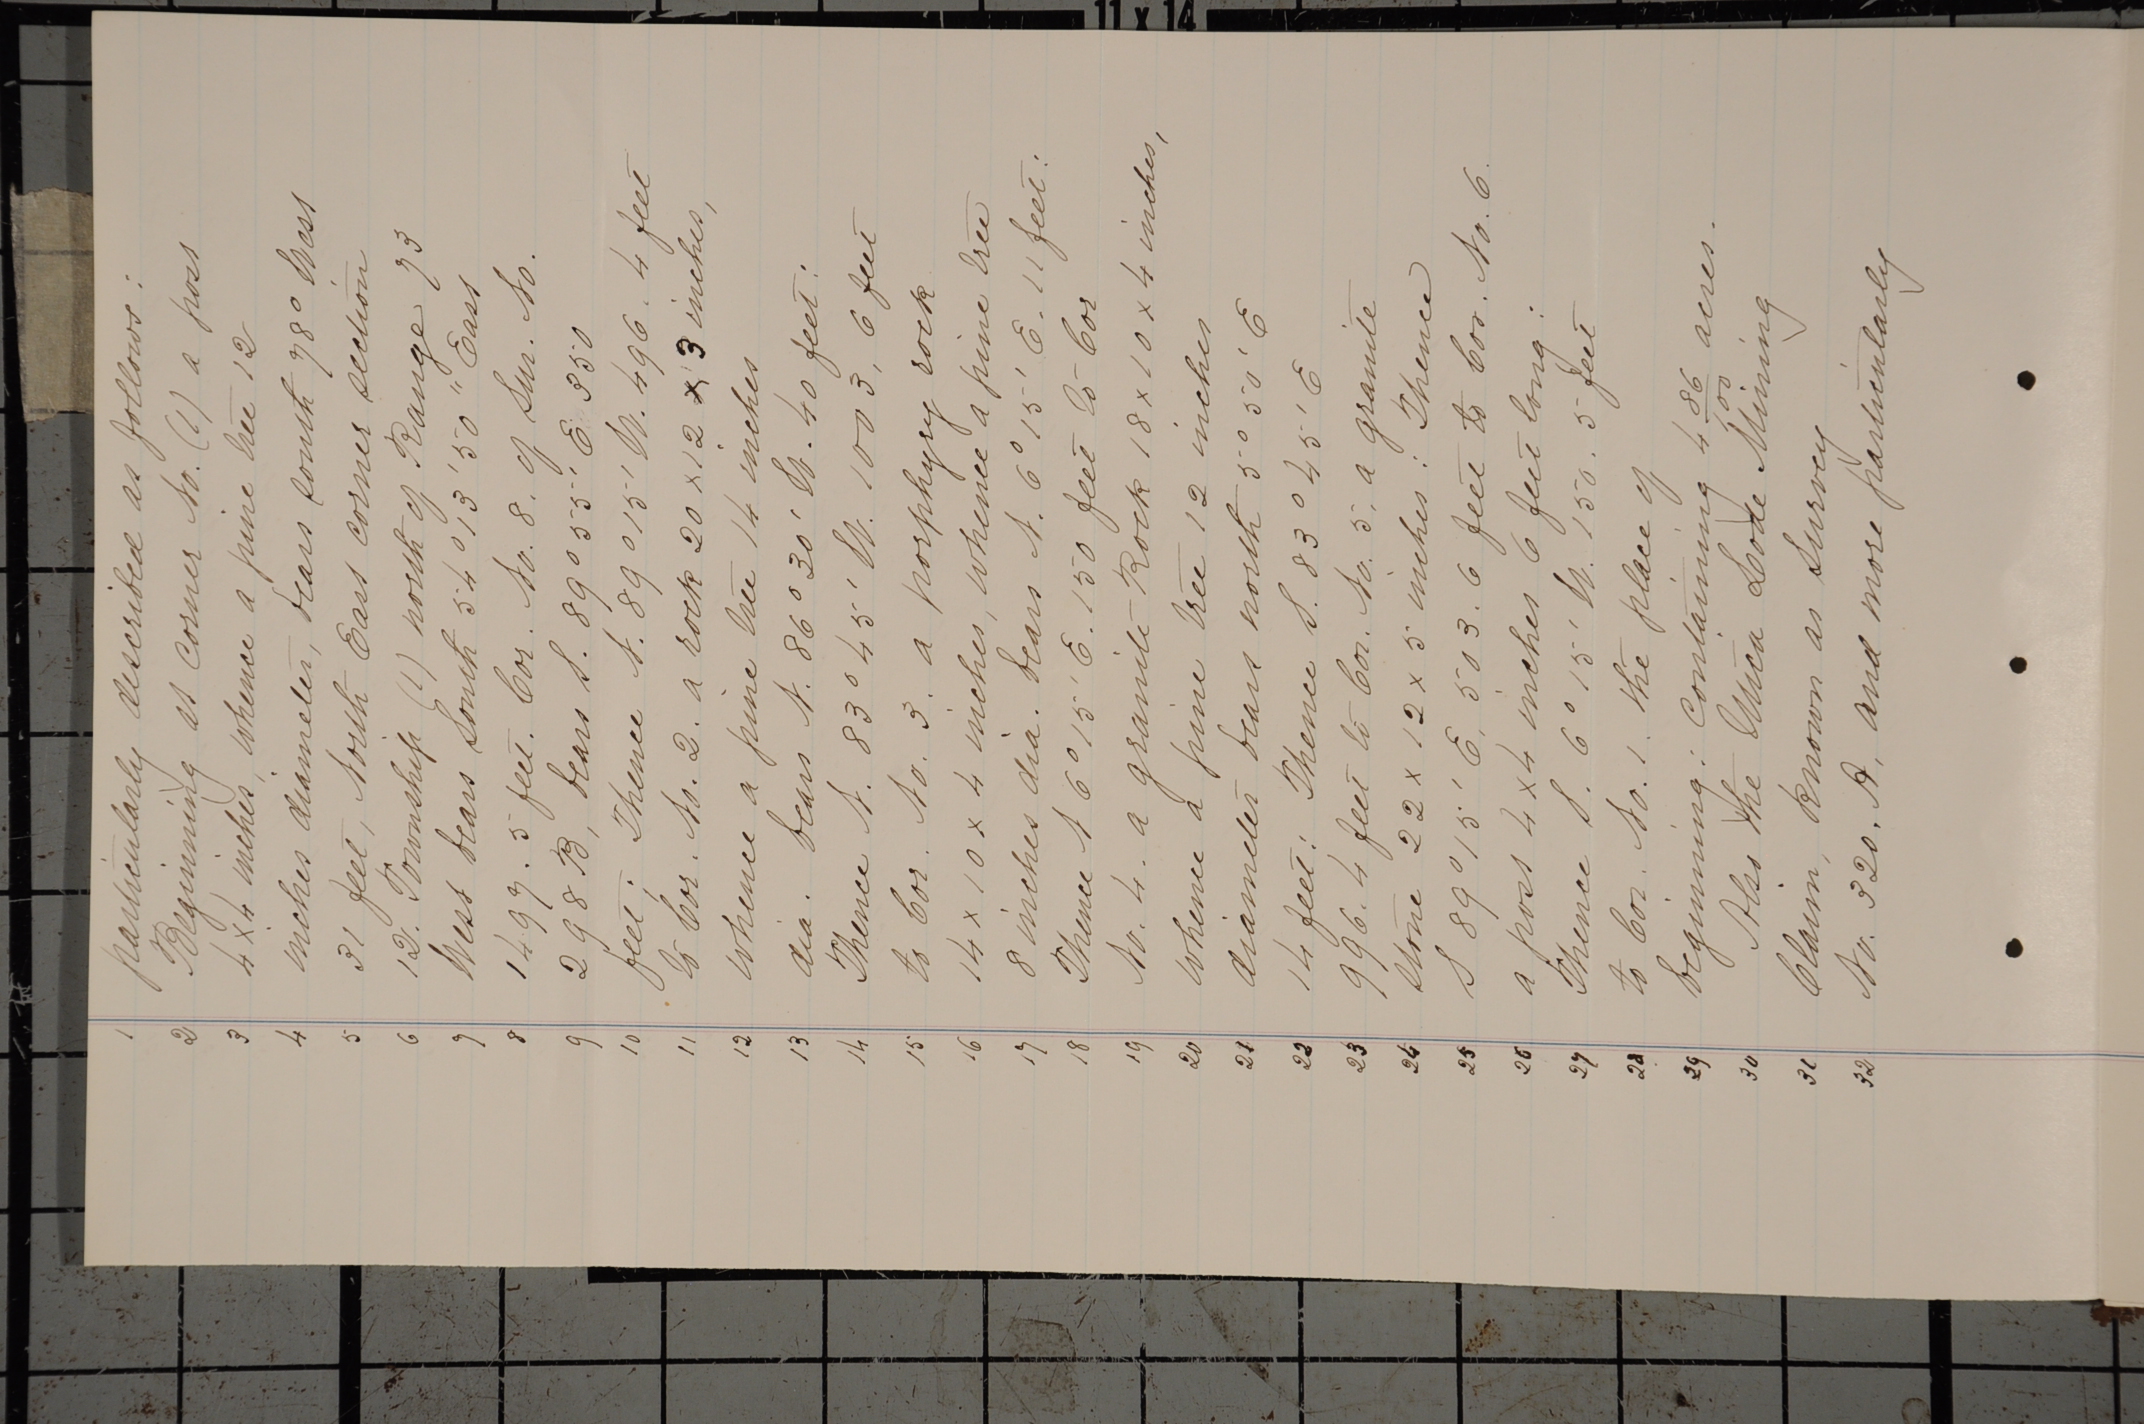 11 x 14
1 particularly described as follows:
2 Beginning at Corner No. (1) a post
3 4x4 inches, whence a pine tree 12
4 inches diameter, bears South 78° West
5 31 feet, North East corner section
6 12. Township (1) north of Range 73
7 West bears South 54° 13' 50" East
8 1497.5 feet. Cor. No. 8. of Sur. No.
9 298 B, bears S. 89° 55' E. 350
10 feet: Thence N. 89° 15' W. 496.4 feet
11 to Cor. No. 2. a rock 20 x 12 x 3 inches,
12 whence a pine tree 14 inches
13 dia. bears N. 86° 30' W. 40 feet:
14 Thence N. 83° 45' W. 1003,6 feet
15 to Cor. No. 3. a porphyry rock
16 14 x 10 x 4 inches, whence a pine tree
17 8 inches dia. bears N. 6° 15' E. 11 feet:
18 Thence N 6° 15' E. 150 feet to Cor
19 No. 4. a granite Rock 18 x 10 x 4 inches,
20 whence a pine tree 12 inches
21 diameter bears north 5° 50' E
22 14 feet: Thence S. 83° 45' E
23 996.4 feet to Cor. No. 5, a granite
24 stone 22 x 12 x 5 inches: Thence
25 S 89° 15' E, 503.6 feet to Cor. No. 6.
26 a post 4x4 inches 6 feet long:
27 Thence S. 6° 15' W. 150.5 feet
28 to Cor. No. 1. the place of
29 beginning: Containing 4 86/100 acres.
30 Also the Utica Lode Mining
31 Claim, known as Survey
32 No. 320. A, and more particularly